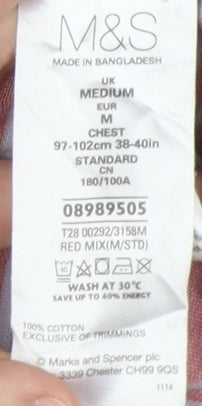 M&S
MADE IN BANGLADESH
UK
MEDIUM
EUR
M
CHEST
97-102cm 38-40in
STANDARD
CN
180/100A
08989505
T28 00292/3158M
RED MIX(M/STD)
40
WASH AT 30°C
SAVE UP TO 40% ENERGY
100% COTTON
EXCLUSIVE OF TRIMMINGS
© Marks and Spencer plc
3339 Chester CH99 9QS
1114